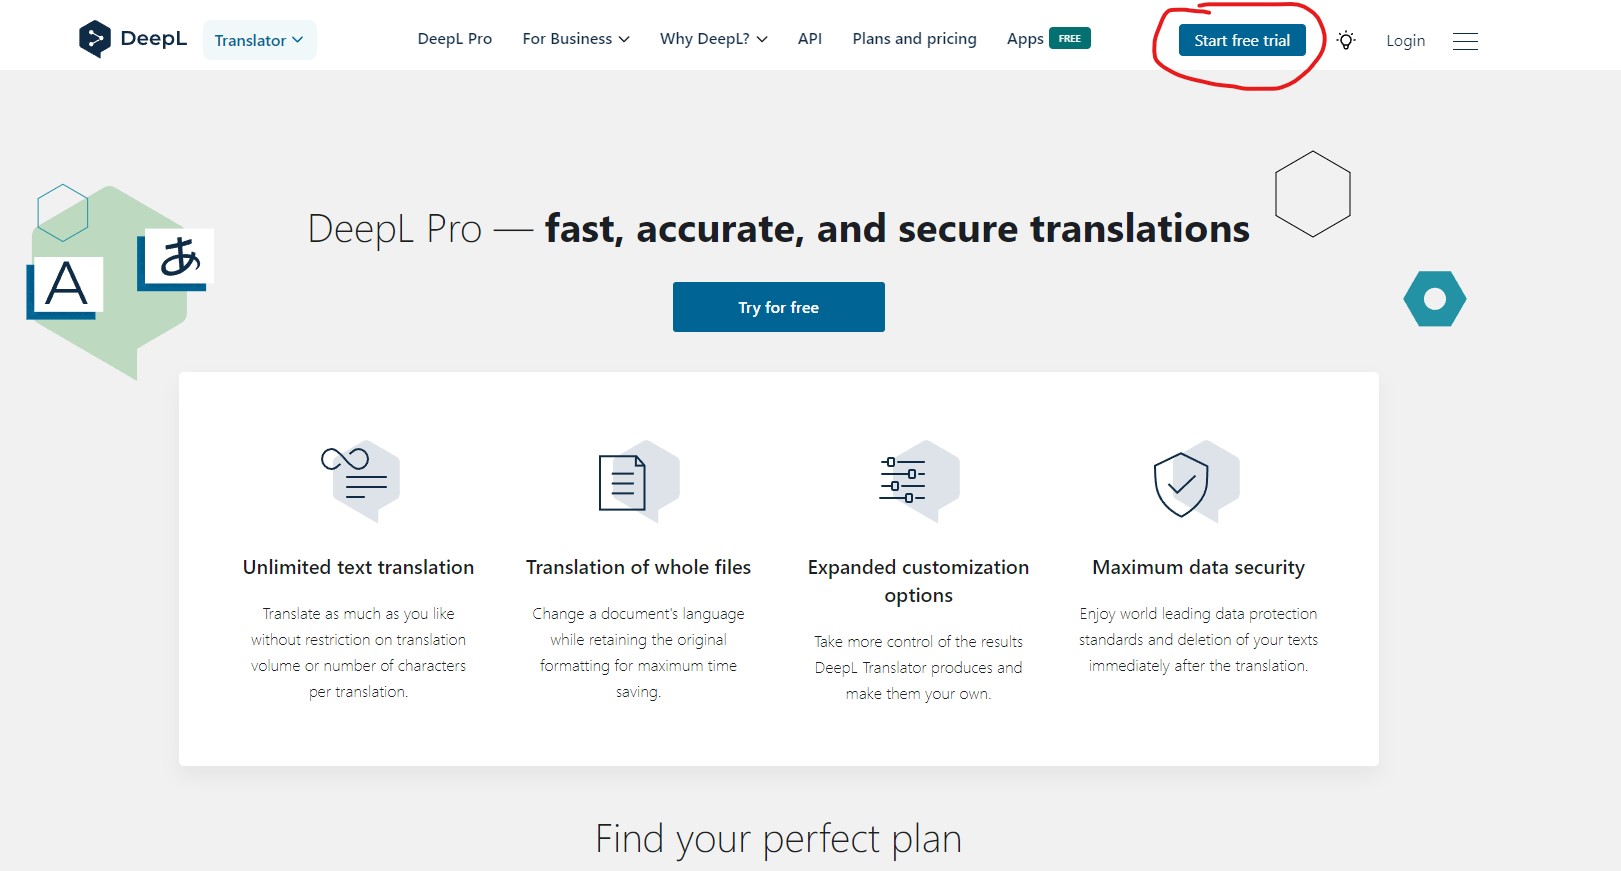 DeepL
Translator
DeepL Pro
For Business
Why DeepL?
API
Plans and pricing
Apps FREE
Start free trial
Login
A
あ
DeepL Pro — fast, accurate, and secure translations
Try for free
Unlimited text translation
Translate as much as you like
without restriction on translation
volume or number of characters
per translation.
Translation of whole files
Change a document's language
while retaining the original
formatting for maximum time
saving.
Expanded customization
options
Take more control of the results
DeepL Translator produces and
make them your own.
Maximum data security
Enjoy world leading data protection
standards and deletion of your texts
immediately after the translation.
Find your perfect plan